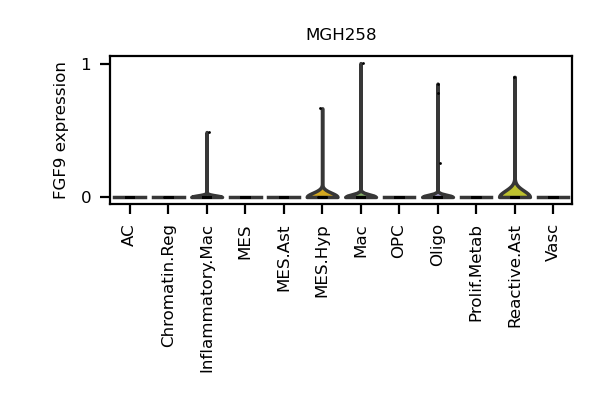 MGH258
FGF9 expression
1
0
AC
Chromatin.Reg
Inflammatory.Mac
MES
MES.Ast
MES.Hyp
Mac
OPC
Oligo
Prolif.Metab
Reactive.Ast
Vasc